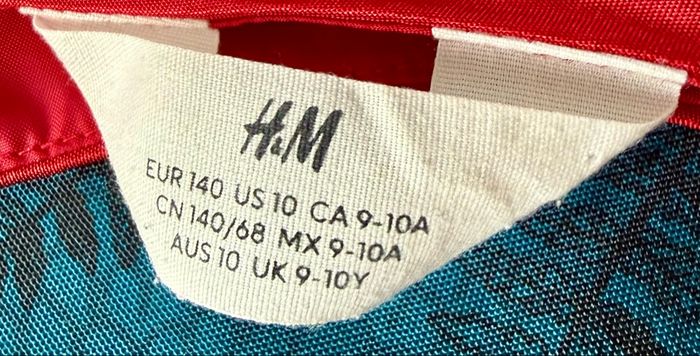 H&M
EUR 140 US 10 CA 9-10A
CN 140/68 MX 9-10A
AUS 10 UK 9-10Y